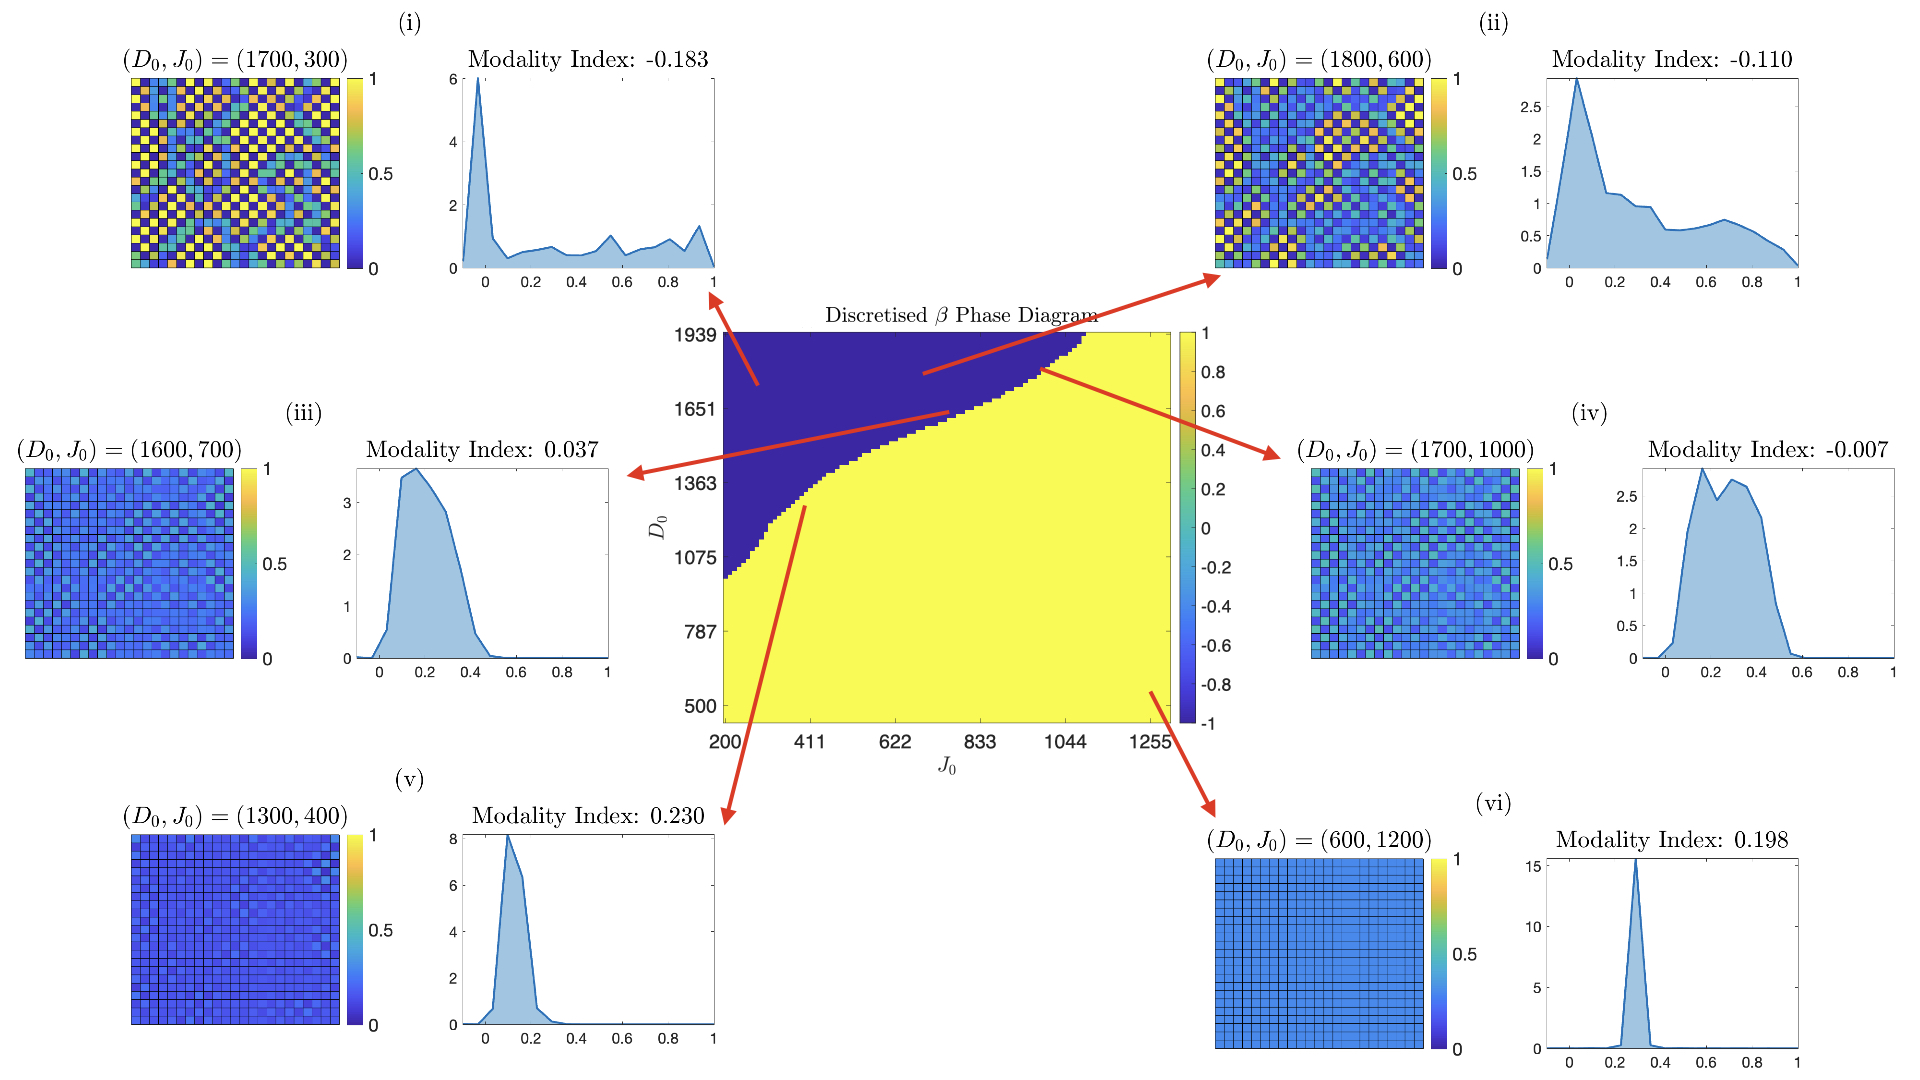 (i)
(D₀, J₀) = (1700, 300)
Modality Index: -0.183
1
0.5
0
6
4
2
0
0 0.2 0.4 0.6 0.8 1
(ii)
(D₀, J₀) = (1800, 600)
Modality Index: -0.110
1
0.5
0
2.5
2
1.5
1
0.5
0
0 0.2 0.4 0.6 0.8 1
Discretised β Phase Diagram
1939
1651
1363
1075
787
500
D₀
200 411 622 833 1044 1255
J₀
1
0.8
0.6
0.4
0.2
0
-0.2
-0.4
-0.6
-0.8
-1
(iii)
(D₀, J₀) = (1600, 700)
Modality Index: 0.037
1
0.5
0
3
2
1
0
0 0.2 0.4 0.6 0.8 1
(iv)
(D₀, J₀) = (1700, 1000)
Modality Index: -0.007
1
0.5
0
2.5
2
1.5
1
0.5
0
0 0.2 0.4 0.6 0.8 1
(v)
(D₀, J₀) = (1300, 400)
Modality Index: 0.230
1
0.5
0
8
6
4
2
0
0 0.2 0.4 0.6 0.8 1
(vi)
(D₀, J₀) = (600, 1200)
Modality Index: 0.198
1
0.5
0
15
10
5
0
0 0.2 0.4 0.6 0.8 1